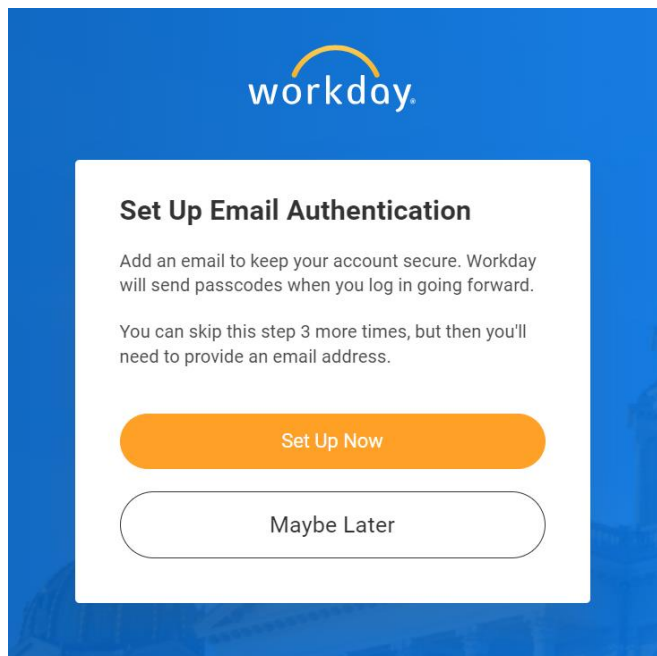 workday.
Set Up Email Authentication
Add an email to keep your account secure. Workday
will send passcodes when you log in going forward.
You can skip this step 3 more times, but then you'll
need to provide an email address.
Set Up Now
Maybe Later